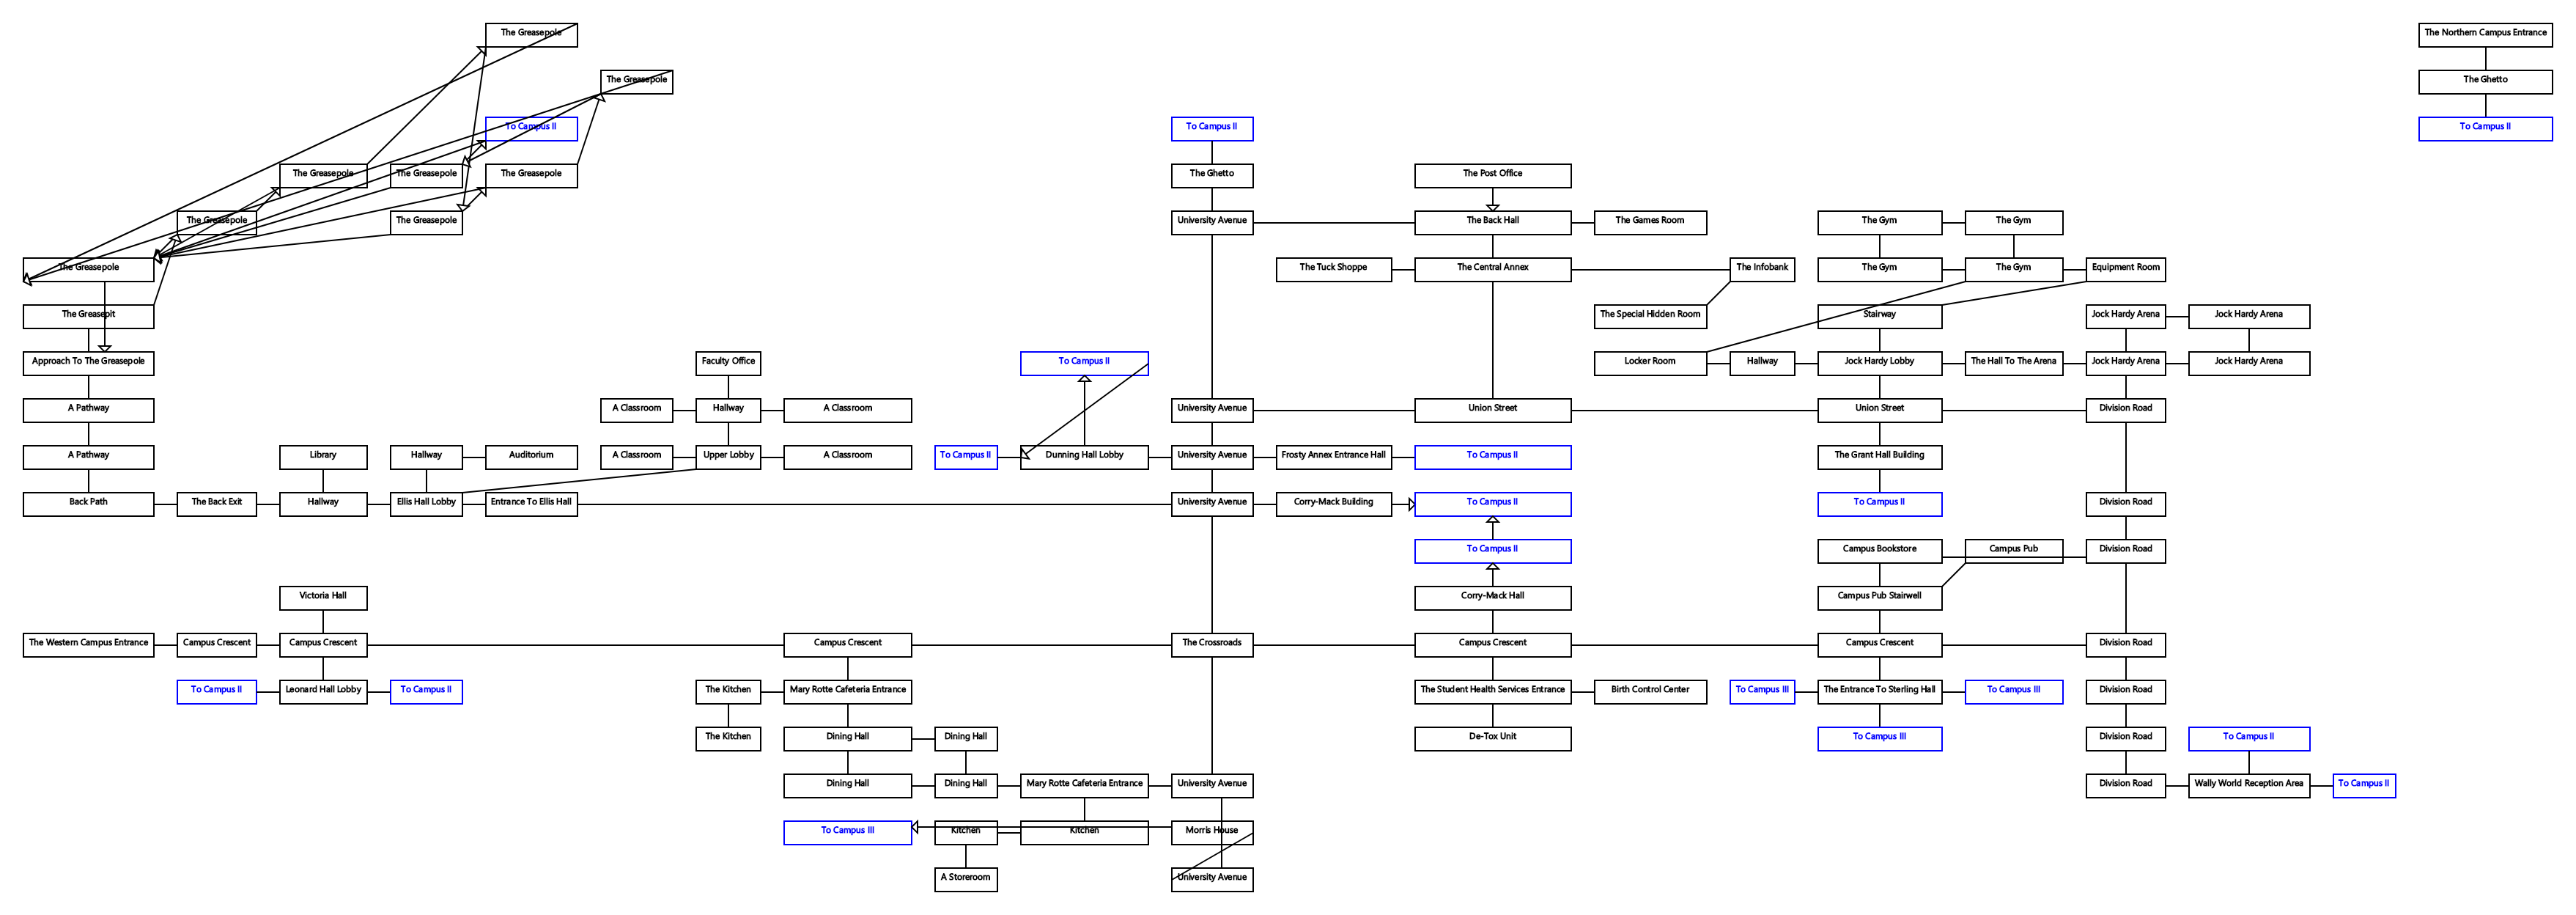 The Greasepole
The Northern Campus Entrance
The Greasepole
The Ghetto
To Campus II
To Campus II
To Campus II
The Greasepole
The Greasepole
The Greasepole
The Ghetto
The Post Office
The Greasepole
The Greasepole
University Avenue
The Back Hall
The Games Room
The Gym
The Gym
The Greasepole
The Tuck Shoppe
The Central Annex
The Infobank
The Gym
The Gym
Equipment Room
The Greasepit
The Special Hidden Room
Stairway
Jock Hardy Arena
Jock Hardy Arena
Approach To The Greasepole
Faculty Office
To Campus II
Locker Room
Hallway
Jock Hardy Lobby
The Hall To The Arena
Jock Hardy Arena
Jock Hardy Arena
A Pathway
A Classroom
Hallway
A Classroom
University Avenue
Union Street
Union Street
Division Road
A Pathway
Library
Hallway
Auditorium
A Classroom
Upper Lobby
A Classroom
To Campus II
Dunning Hall Lobby
University Avenue
Frosty Annex Entrance Hall
To Campus II
The Grant Hall Building
Back Path
The Back Exit
Hallway
Ellis Hall Lobby
Entrance To Ellis Hall
University Avenue
Corry-Mack Building
To Campus II
To Campus II
Division Road
To Campus II
Campus Bookstore
Campus Pub
Division Road
Victoria Hall
Corry-Mack Hall
Campus Pub Stairwell
The Western Campus Entrance
Campus Crescent
Campus Crescent
Campus Crescent
The Crossroads
Campus Crescent
Campus Crescent
Division Road
To Campus II
Leonard Hall Lobby
To Campus II
The Kitchen
Mary Rotte Cafeteria Entrance
The Student Health Services Entrance
Birth Control Center
To Campus III
The Entrance To Sterling Hall
To Campus III
Division Road
The Kitchen
Dining Hall
Dining Hall
De-Tox Unit
To Campus III
Division Road
To Campus II
Dining Hall
Dining Hall
Mary Rotte Cafeteria Entrance
University Avenue
Division Road
Wally World Reception Area
To Campus II
To Campus III
Kitchen
Kitchen
Morris House
A Storeroom
University Avenue